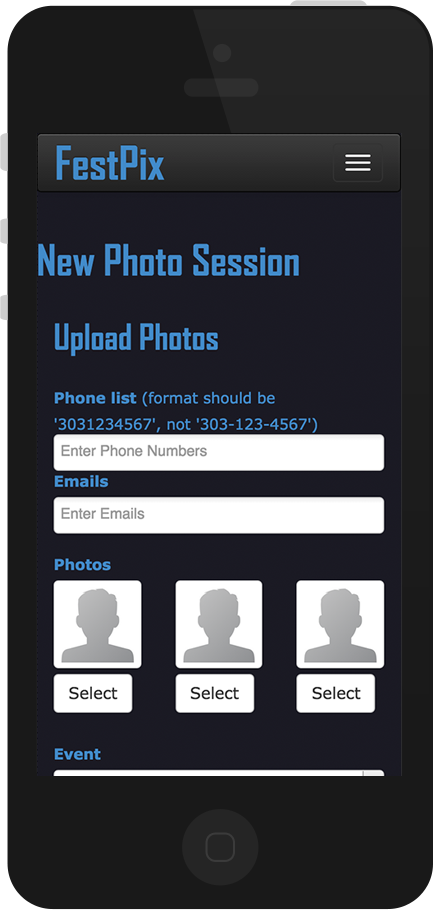 FestPix
New Photo Session
Upload Photos
Phone list (format should be
'3031234567', not '303-123-4567')
Enter Phone Numbers
Emails
Enter Emails
Photos
Select Select Select
Event